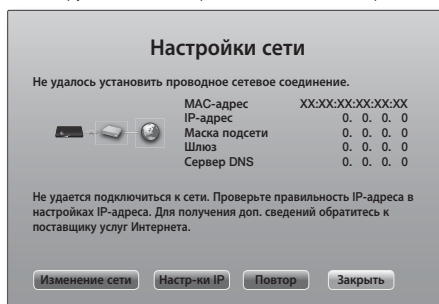 Настройки сети
Не удалось установить проводное сетевое соединение.
MAC-адрес XX:XX:XX:XX:XX:XX
IP-адрес 0. 0. 0. 0
Маска подсети 0. 0. 0. 0
Шлюз 0. 0. 0. 0
Сервер DNS 0. 0. 0. 0
Не удается подключиться к сети. Проверьте правильность IP-адреса в
настройках IP-адреса. Для получения доп. сведений обратитесь к
поставщику услуг Интернета.
Изменение сети Настр-ки IP Повтор Закрыть